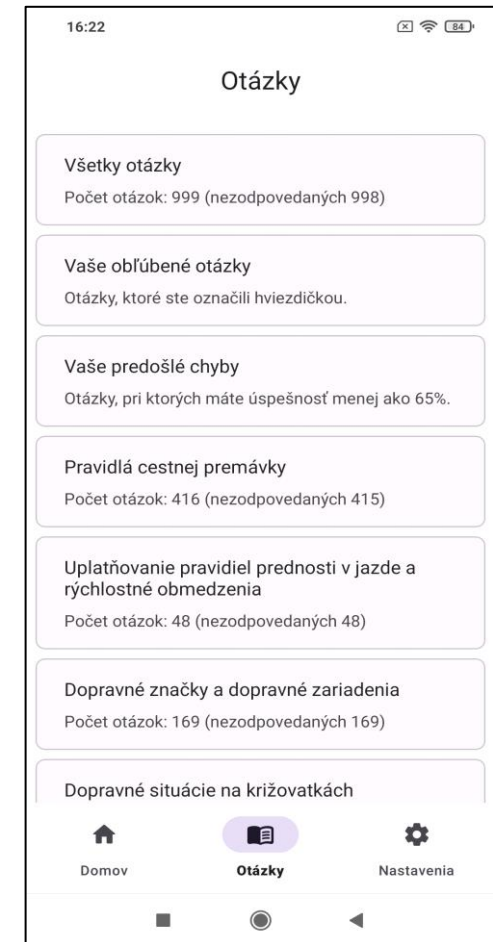 16:22
84
Otázky
Všetky otázky
Počet otázok: 999 (nezodpovedaných 998)
Vaše obľúbené otázky
Otázky, ktoré ste označili hviezdičkou.
Vaše predošlé chyby
Otázky, pri ktorých máte úspešnosť menej ako 65%.
Pravidlá cestnej premávky
Počet otázok: 416 (nezodpovedaných 415)
Uplatňovanie pravidiel prednosti v jazde a
rýchlostné obmedzenia
Počet otázok: 48 (nezodpovedaných 48)
Dopravné značky a dopravné zariadenia
Počet otázok: 169 (nezodpovedaných 169)
Dopravné situácie na križovatkách
Domov
Otázky
Nastavenia